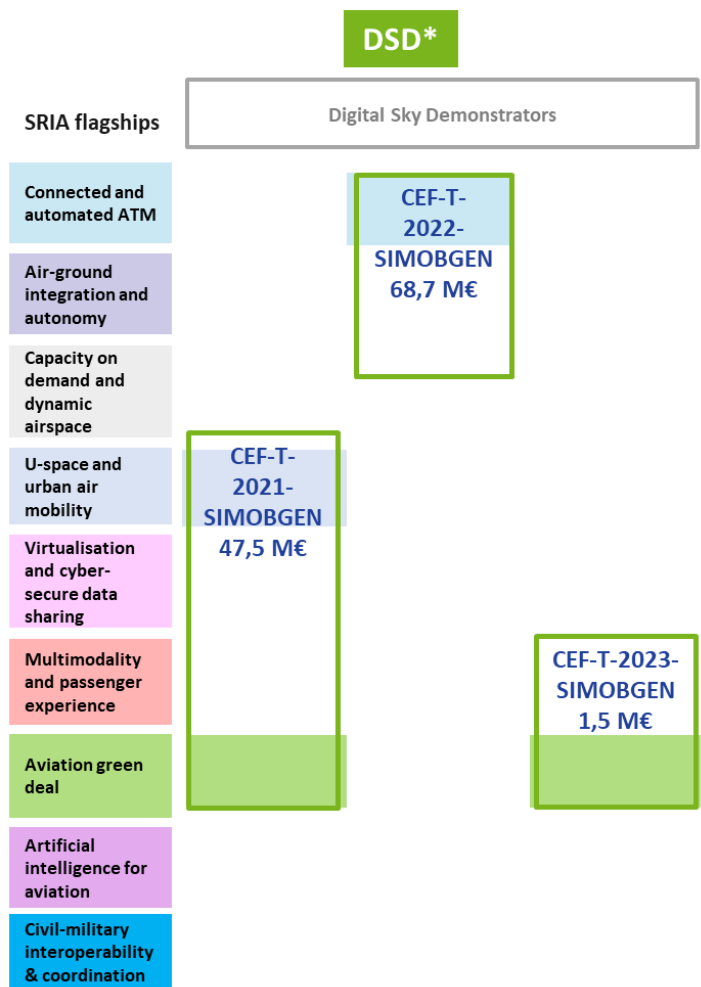 DSD*
Digital Sky Demonstrators
SRIA flagships
Connected and
automated ATM
CEF-T-
2022-
SIMOBGEN
68,7 M€
Air-ground
integration and
autonomy
Capacity on
demand and
dynamic
airspace
U-space and
urban air
mobility
CEF-T-
2021-
SIMOBGEN
47,5 M€
Virtualisation
and cyber-
secure data
sharing
Multimodality
and passenger
experience
CEF-T-2023-
SIMOBGEN
1,5 M€
Aviation green
deal
Artificial
intelligence for
aviation
Civil-military
interoperability
& coordination